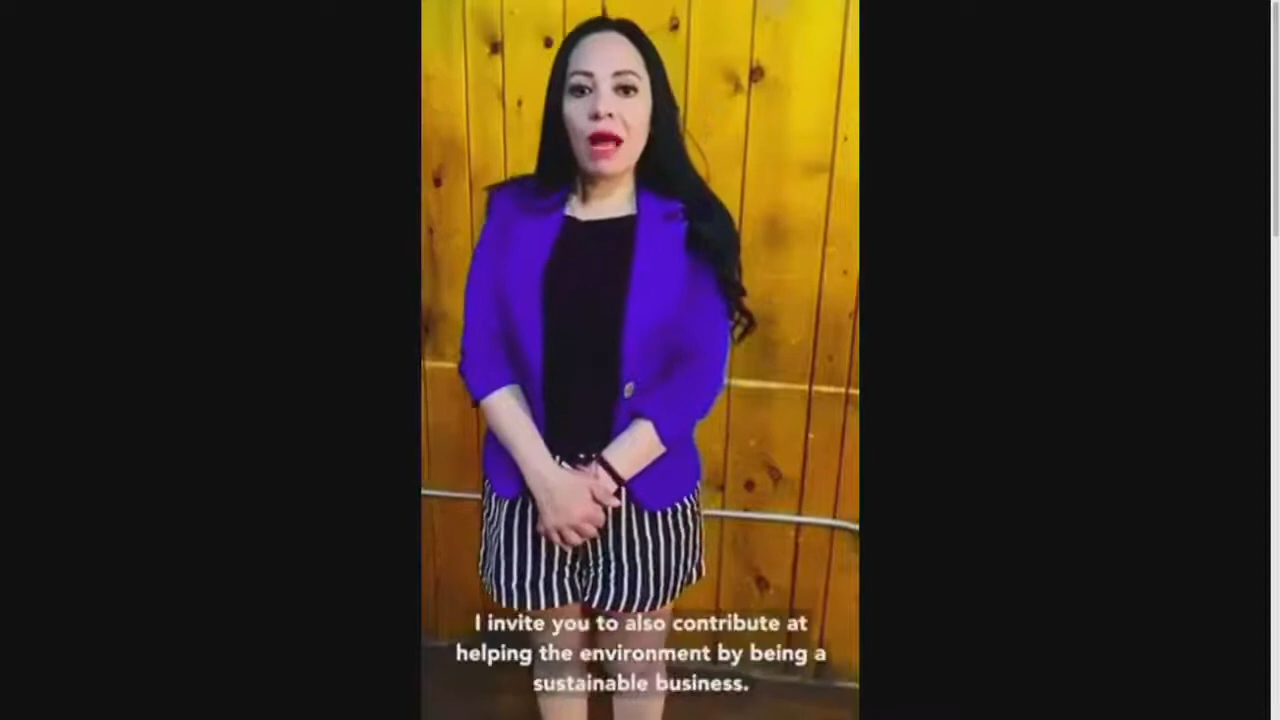 I invite you to also contribute at
helping the environment by being a
sustainable business.